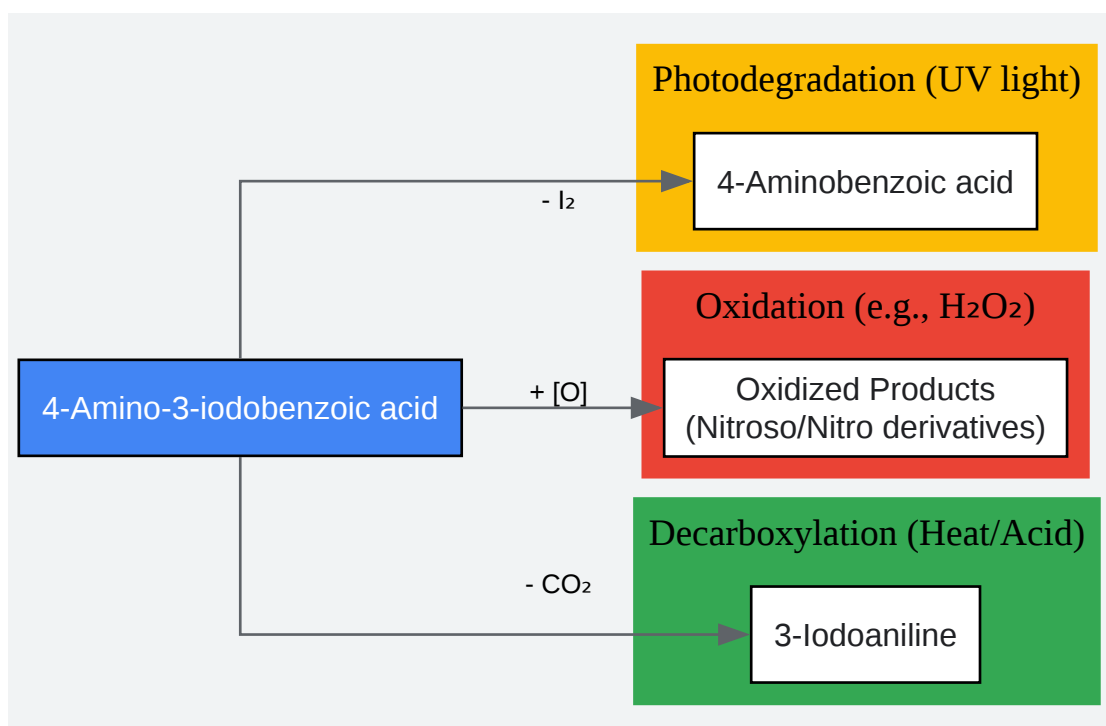 Photodegradation (UV light)
4-Aminobenzoic acid
- I₂
Oxidation (e.g., H₂O₂)
4-Amino-3-iodobenzoic acid
+ [O]
Oxidized Products
(Nitroso/Nitro derivatives)
Decarboxylation (Heat/Acid)
- CO₂
3-Iodoaniline